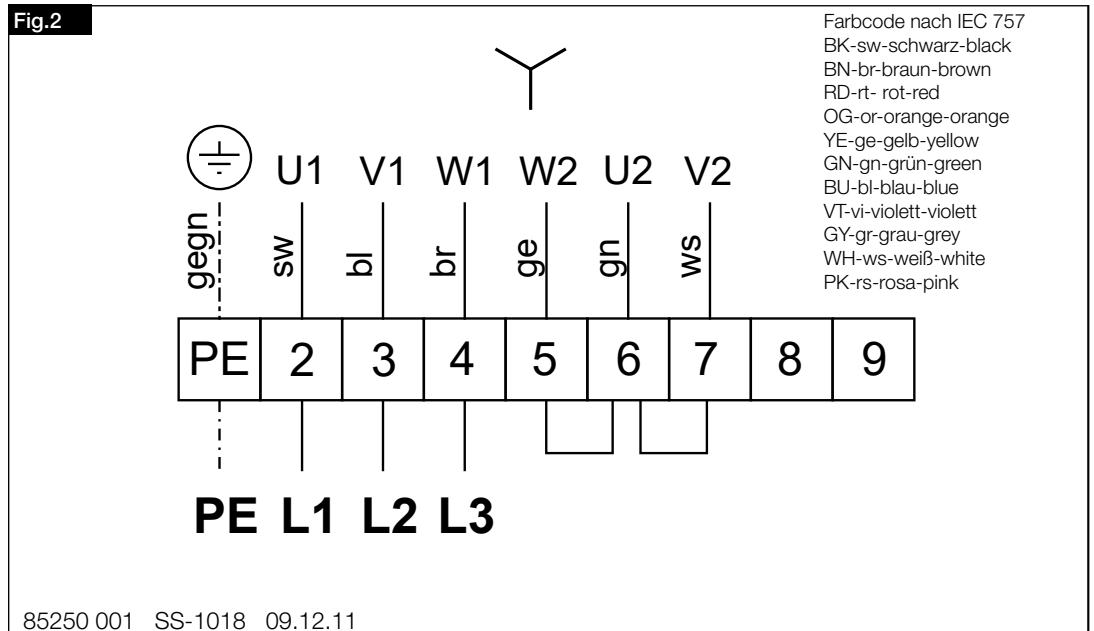 Fig.2
Farbcode nach IEC 757
BK-sw-schwarz-black
BN-br-braun-brown
RD-rt- rot-red
OG-or-orange-orange
YE-ge-gelb-yellow
GN-gn-grün-green
BU-bl-blau-blue
VT-vi-violett-violett
GY-gr-grau-grey
WH-ws-weiß-white
PK-rs-rosa-pink
U1 V1 W1 W2 U2 V2
gegn sw bl br ge gn ws
PE 2 3 4 5 6 7 8 9
PE L1 L2 L3
85250 001 SS-1018 09.12.11